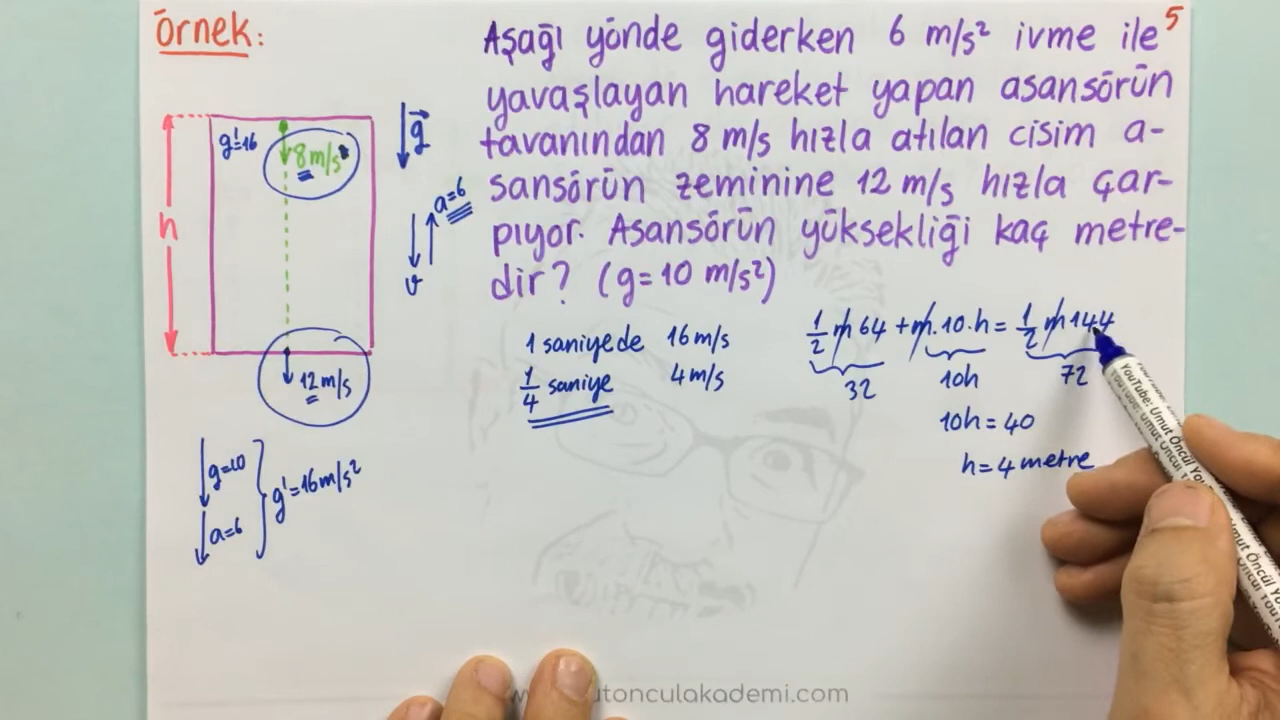 Örnek:
5
Aşağı yönde giderken 6 m/s² ivme ile
yavaşlayan hareket yapan asansörün
tavanından 8 m/s hızla atılan cisim a-
sansörün zeminine 12 m/s hızla çar-
pıyor. Asansörün yüksekliği kaç metre-
dir? (g=10 m/s²)
g'=16
8 m/s
g
a=6
v
h
12 m/s
g=10
a=6
g'=16m/s²
1 saniyede 16m/s
1/4 saniye 4m/s
1/2 m 64 + m.10.h = 1/2 m 144
32 10h 72
10h = 40
h = 4 metre
YouTube: Umut Öncül
utonculakademi.com